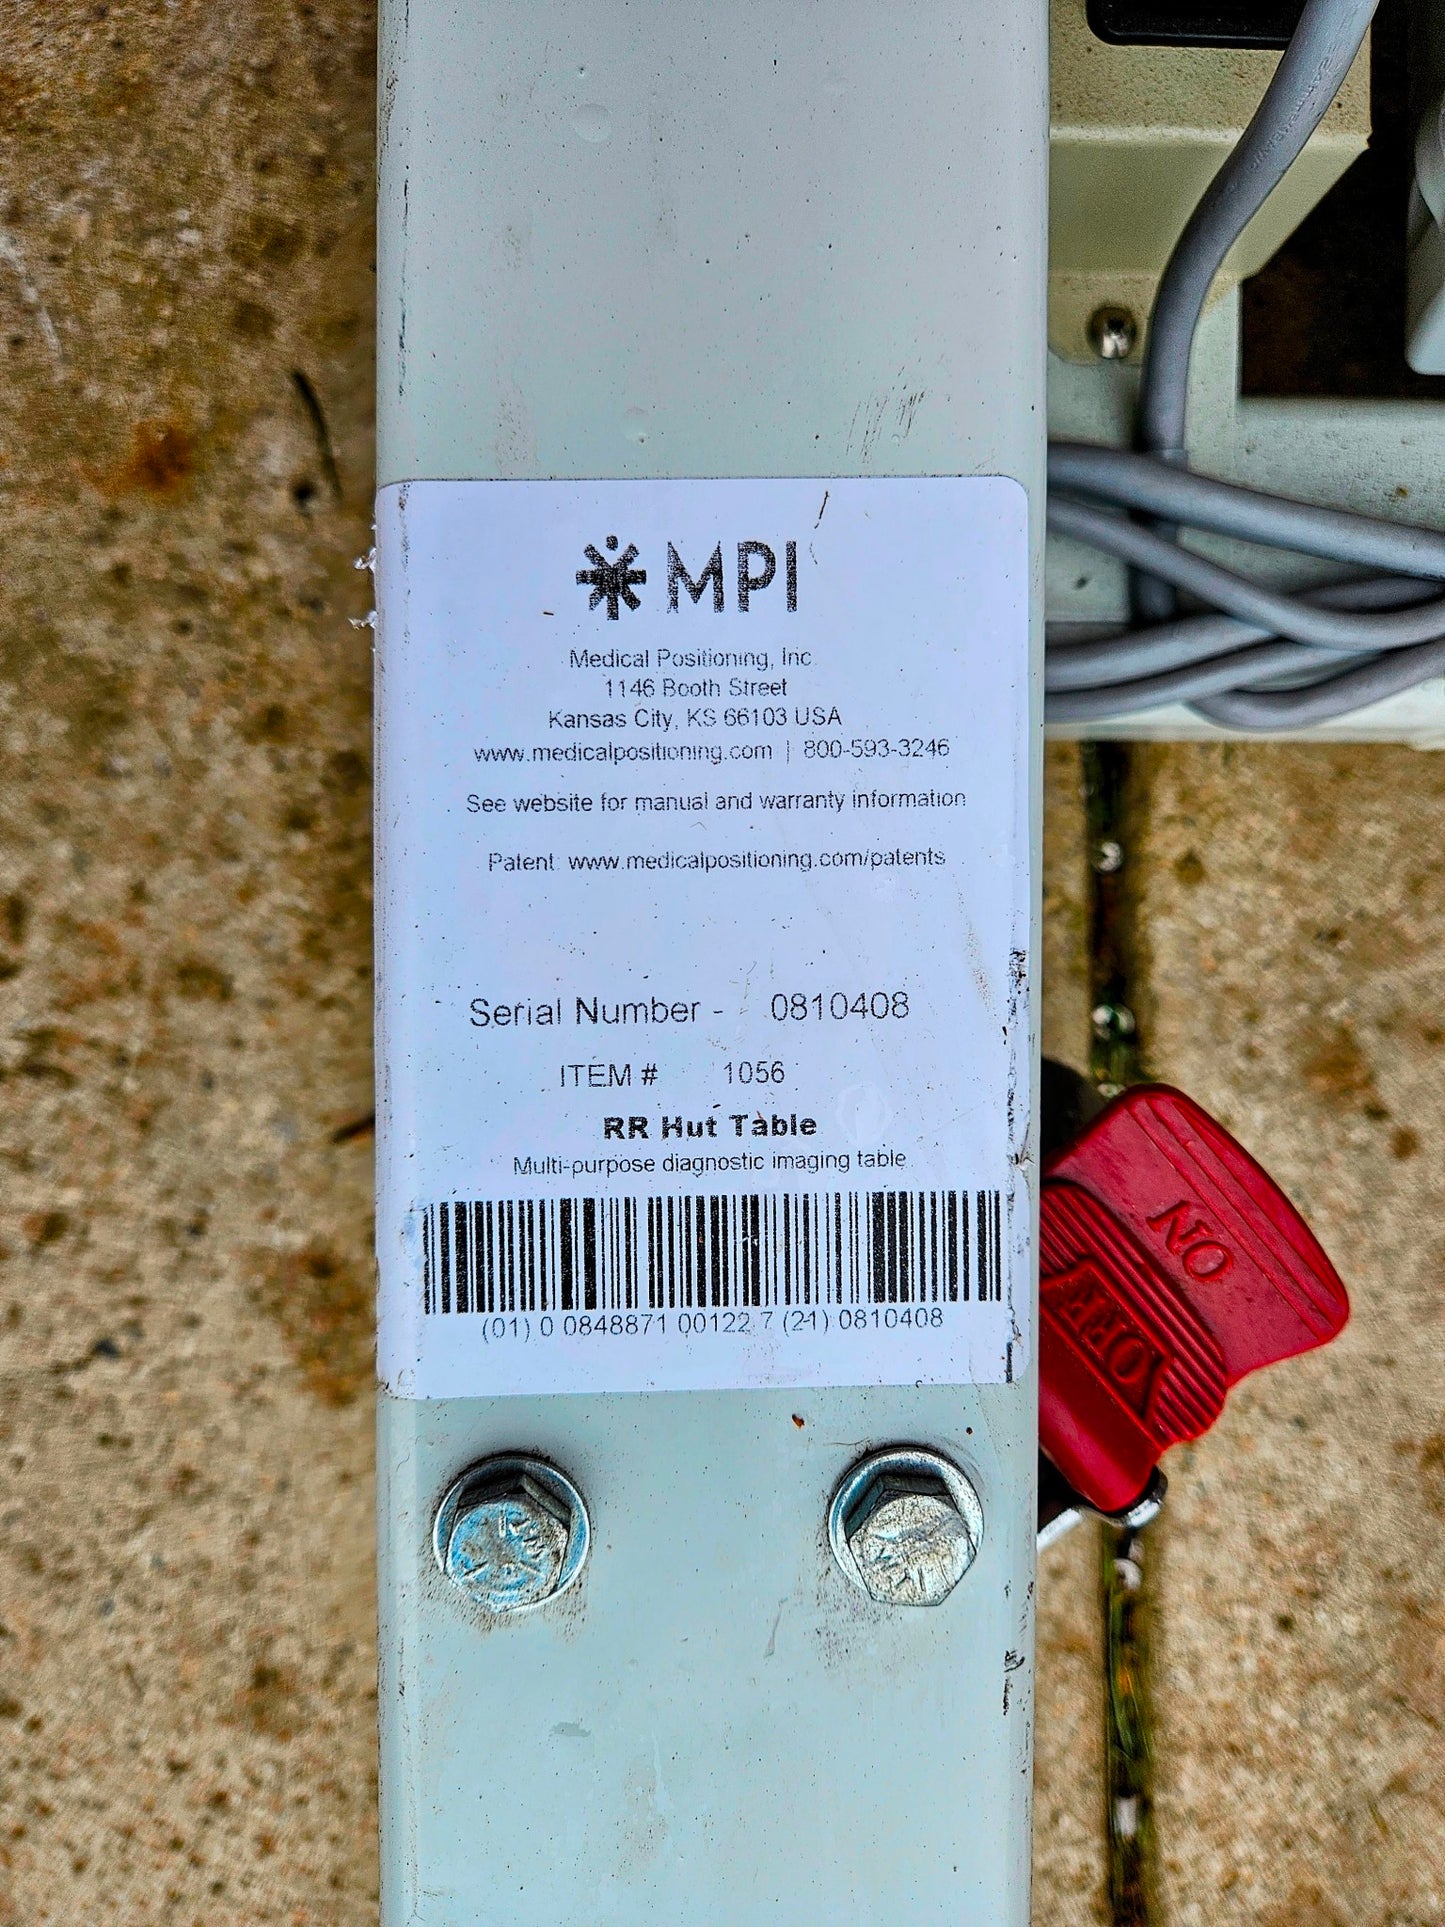 MPI
Medical Positioning, Inc
1146 Booth Street
Kansas City, KS 66103 USA
www.medicalpositioning.com | 800-593-3246
See website for manual and warranty information
Patent: www.medicalpositioning.com/patents
Serial Number - 0810408
ITEM # 1056
RR Hut Table
Multi-purpose diagnostic imaging table
(01) 0 0848871 00122 7 (21) 0810408
ON
OFF